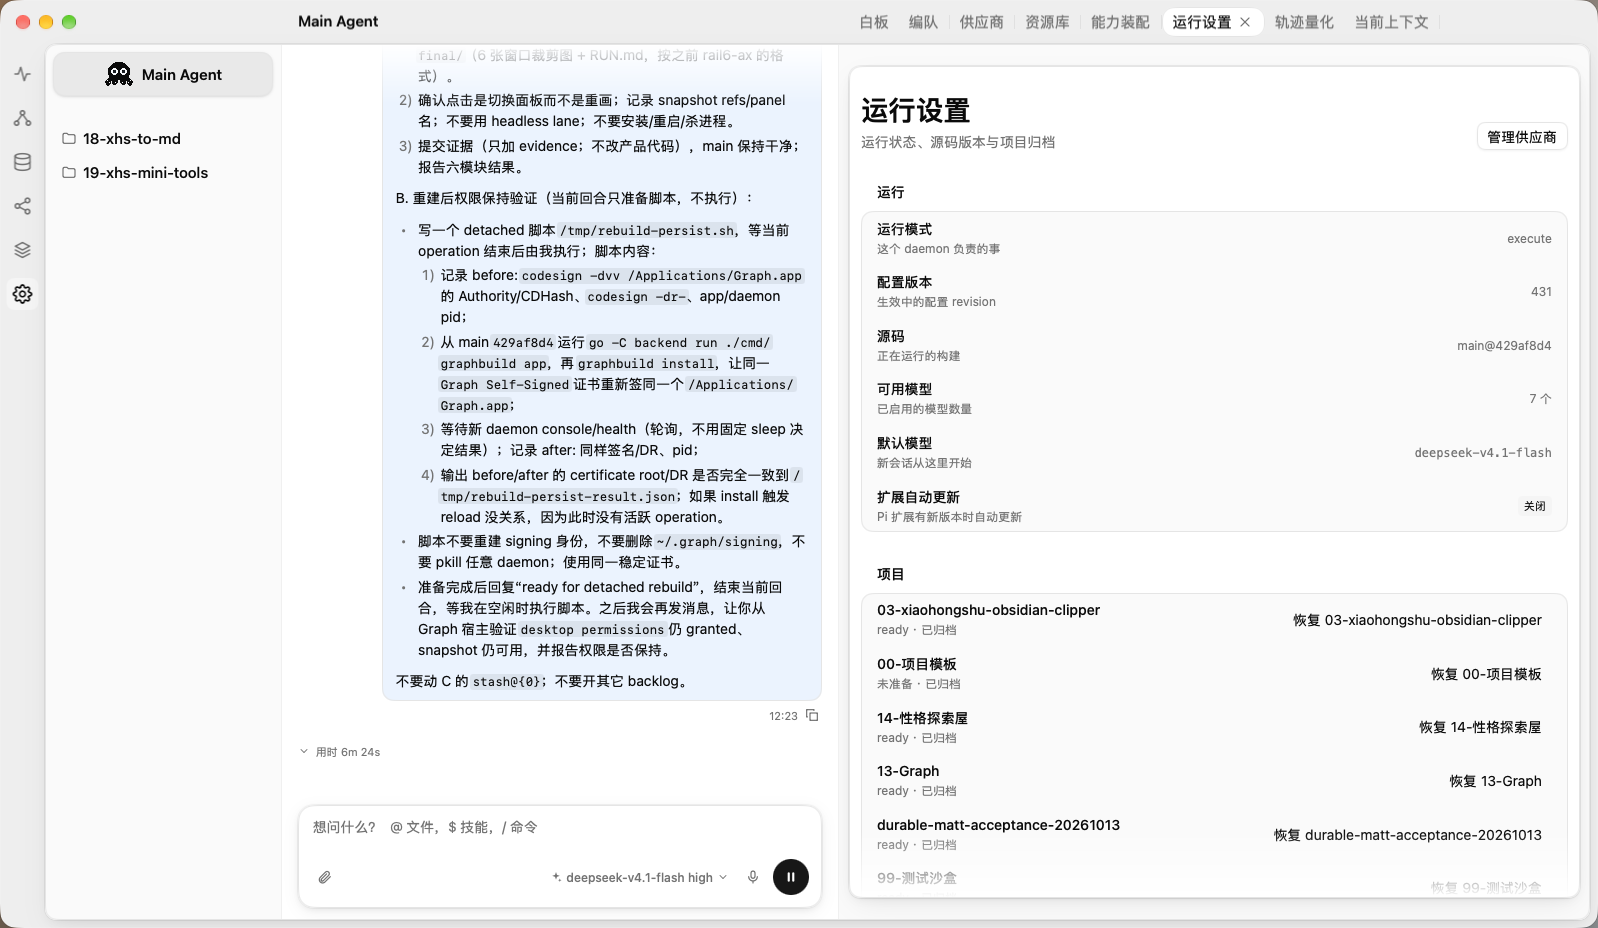 Main Agent
白板
编队
供应商
资源库
能力装配
运行设置
轨迹量化
当前上下文
Main Agent
18-xhs-to-md
19-xhs-mini-tools
final/（6 张窗口裁剪图 + RUN.md，按之前 rail6-ax 的格
式）。
2) 确认点击是切换面板而不是重画；记录 snapshot refs/panel
名；不要用 headless lane；不要安装/重启/杀进程。
3) 提交证据（只加 evidence；不改产品代码），main 保持干净；
报告六模块结果。
B. 重建后权限保持验证（当前回合只准备脚本，不执行）：
• 写一个 detached 脚本 /tmp/rebuild-persist.sh，等当前
operation 结束后由我执行；脚本内容：
1) 记录 before: codesign -dvv /Applications/Graph.app
的 Authority/CDHash、codesign -dr-、app/daemon
pid；
2) 从 main 429af8d4 运行 go -C backend run ./cmd/
graphbuild app，再 graphbuild install，让同一
Graph Self-Signed 证书重新签同一个 /Applications/
Graph.app；
3) 等待新 daemon console/health（轮询，不用固定 sleep 决
定结果）；记录 after: 同样签名/DR、pid；
4) 输出 before/after 的 certificate root/DR 是否完全一致到 /
tmp/rebuild-persist-result.json；如果 install 触发
reload 没关系，因为此时没有活跃 operation。
• 脚本不要重建 signing 身份，不要删除 ~/.graph/signing，不
要 pkill 任意 daemon；使用同一稳定证书。
• 准备完成后回复“ready for detached rebuild”，结束当前回
合，等我在空闲时执行脚本。之后我会再发消息，让你从
Graph 宿主验证 desktop permissions 仍 granted、
snapshot 仍可用，并报告权限是否保持。
不要动 C 的 stash@{0}；不要开其它 backlog。
12:23
用时 6m 24s
想问什么？ @ 文件，$ 技能，/ 命令
deepseek-v4.1-flash high
运行设置
运行状态、源码版本与项目归档
管理供应商
运行
运行模式
这个 daemon 负责的事
execute
配置版本
生效中的配置 revision
431
源码
正在运行的构建
main@429af8d4
可用模型
已启用的模型数量
7 个
默认模型
新会话从这里开始
deepseek-v4.1-flash
扩展自动更新
Pi 扩展有新版本时自动更新
关闭
项目
03-xiaohongshu-obsidian-clipper
ready · 已归档
恢复 03-xiaohongshu-obsidian-clipper
00-项目模板
未准备 · 已归档
恢复 00-项目模板
14-性格探索屋
ready · 已归档
恢复 14-性格探索屋
13-Graph
ready · 已归档
恢复 13-Graph
durable-matt-acceptance-20261013
ready · 已归档
恢复 durable-matt-acceptance-20261013
99-测试沙盒
恢复 99-测试沙盒